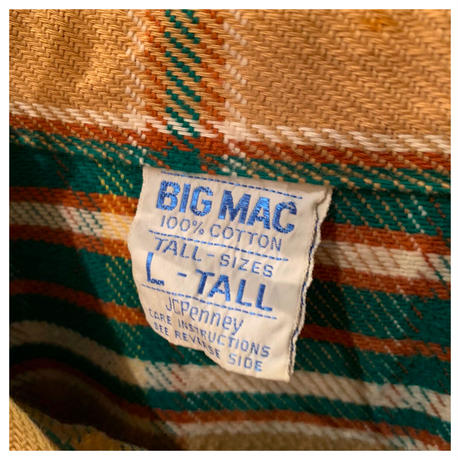 BIG MAC
100% COTTON
TALL-SIZES
L - TALL
JCPenney
CARE INSTRUCTIONS
SEE REVERSE SIDE